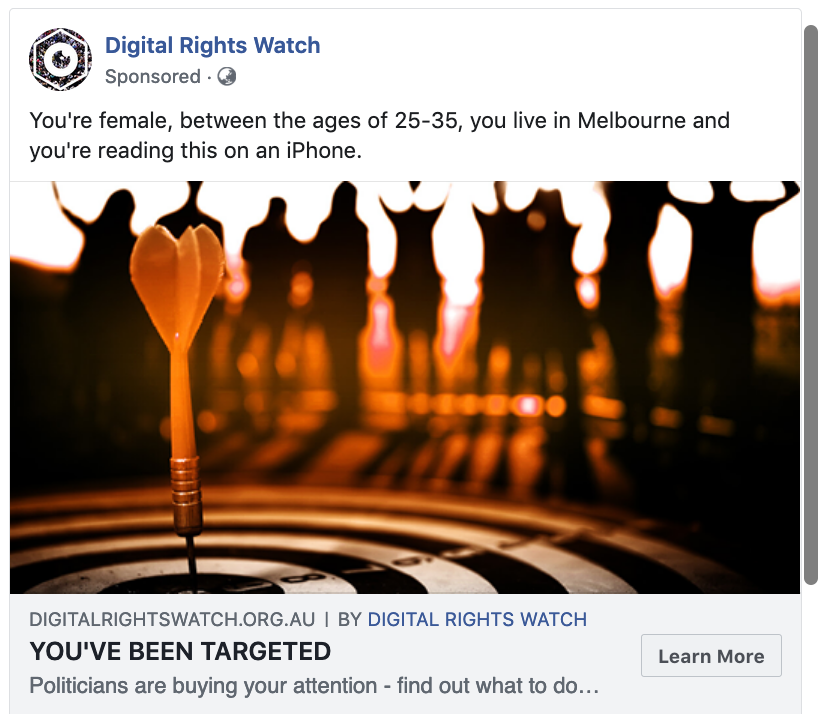 Digital Rights Watch
Sponsored ·
You're female, between the ages of 25-35, you live in Melbourne and
you're reading this on an iPhone.
DIGITALRIGHTSWATCH.ORG.AU | BY DIGITAL RIGHTS WATCH
YOU'VE BEEN TARGETED
Politicians are buying your attention - find out what to do…
Learn More